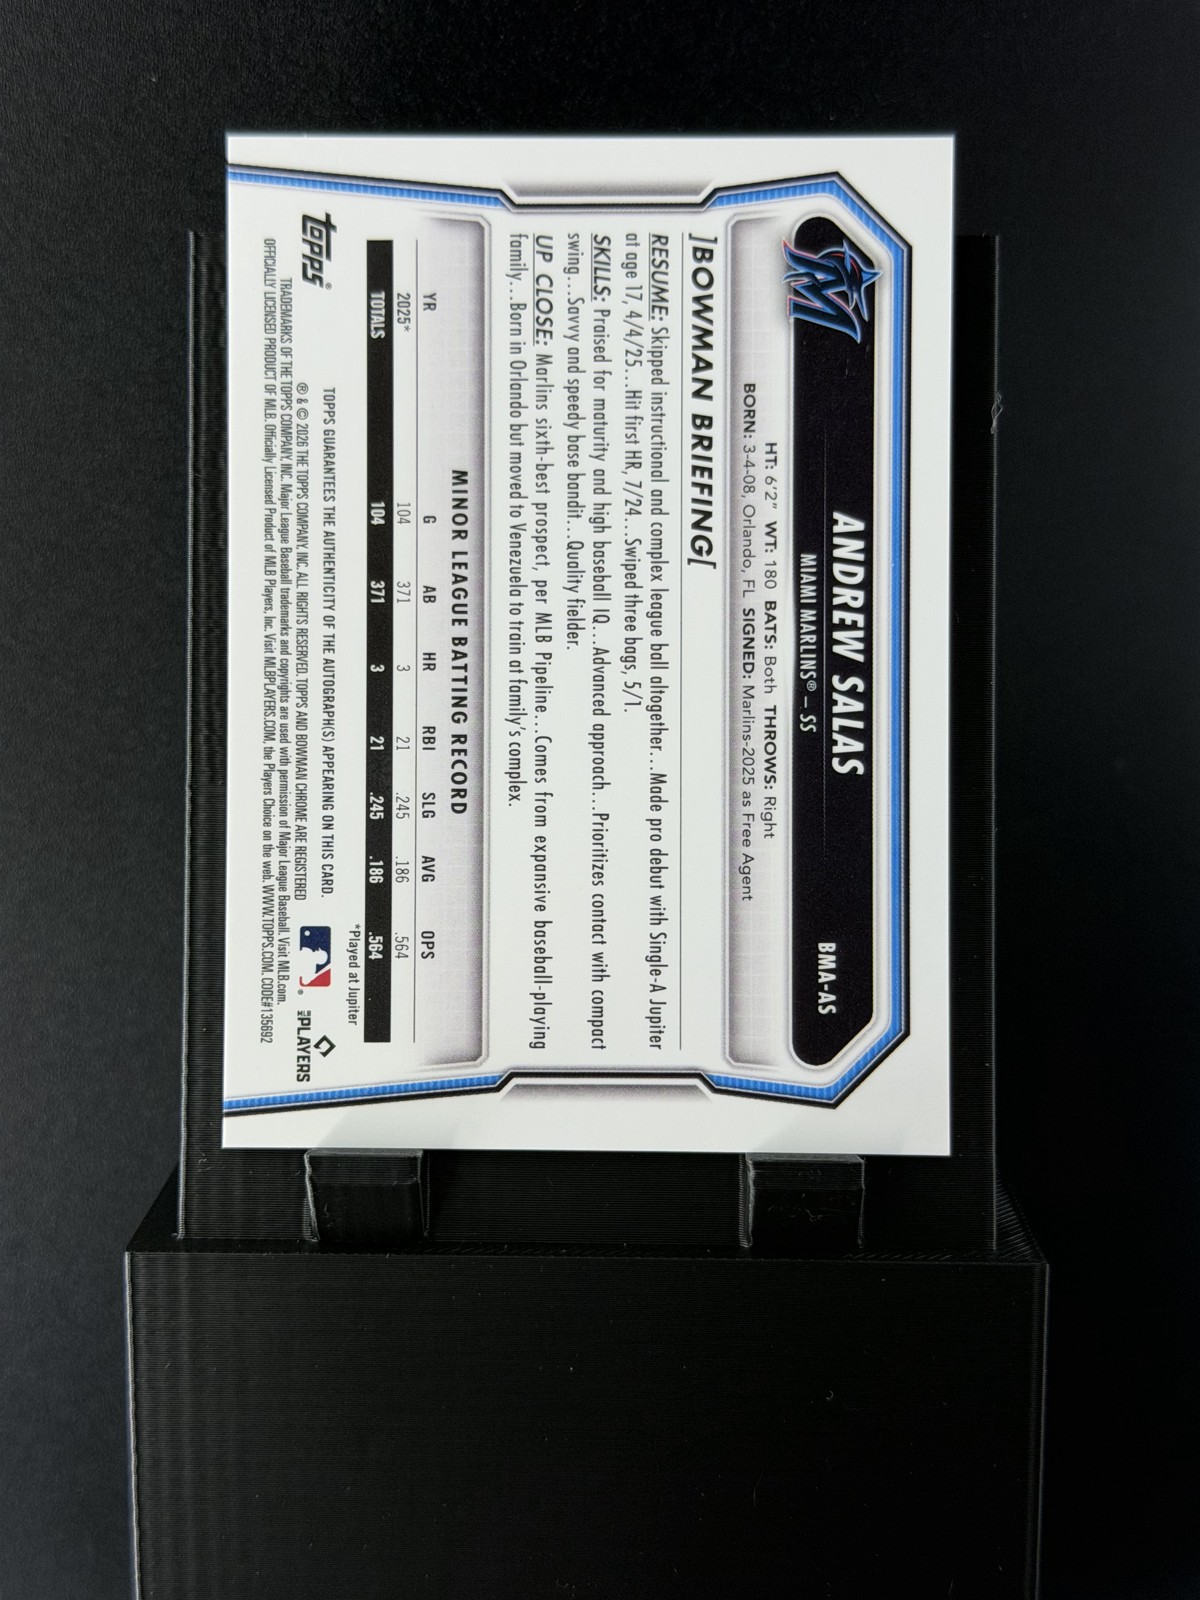 ANDREW SALAS
MIAMI MARLINS® – SS
BMA-AS
HT: 6'2" WT: 180 BATS: Both THROWS: Right
BORN: 3-4-08, Orlando, FL SIGNED: Marlins-2025 as Free Agent
]BOWMAN BRIEFING[
RESUME: Skipped instructional and complex league ball altogether...Made pro debut with Single-A Jupiter
at age 17, 4/4/25...Hit first HR, 7/24...Swiped three bags, 5/1.
SKILLS: Praised for maturity and high baseball IQ...Advanced approach...Prioritizes contact with compact
swing...Savvy and speedy base bandit...Quality fielder.
UP CLOSE: Marlins sixth-best prospect, per MLB Pipeline...Comes from expansive baseball-playing
family...Born in Orlando but moved to Venezuela to train at family's complex.
MINOR LEAGUE BATTING RECORD
YR G AB HR RBI SLG AVG OPS
2025* 104 371 3 21 .245 .186 .564
TOTALS 104 371 3 21 .245 .186 .564
*Played at Jupiter
topps®
TOPPS GUARANTEES THE AUTHENTICITY OF THE AUTOGRAPH(S) APPEARING ON THIS CARD.
® & © 2026 THE TOPPS COMPANY, INC. ALL RIGHTS RESERVED. TOPPS AND BOWMAN CHROME ARE REGISTERED
TRADEMARKS OF THE TOPPS COMPANY, INC. Major League Baseball trademarks and copyrights are used with permission of Major League Baseball. Visit MLB.com.
OFFICIALLY LICENSED PRODUCT OF MLB. Officially Licensed Product of MLB Players, Inc. Visit MLBPLAYERS.COM, the Players Choice on the web. WWW.TOPPS.COM. CODE#135692
MLB PLAYERS